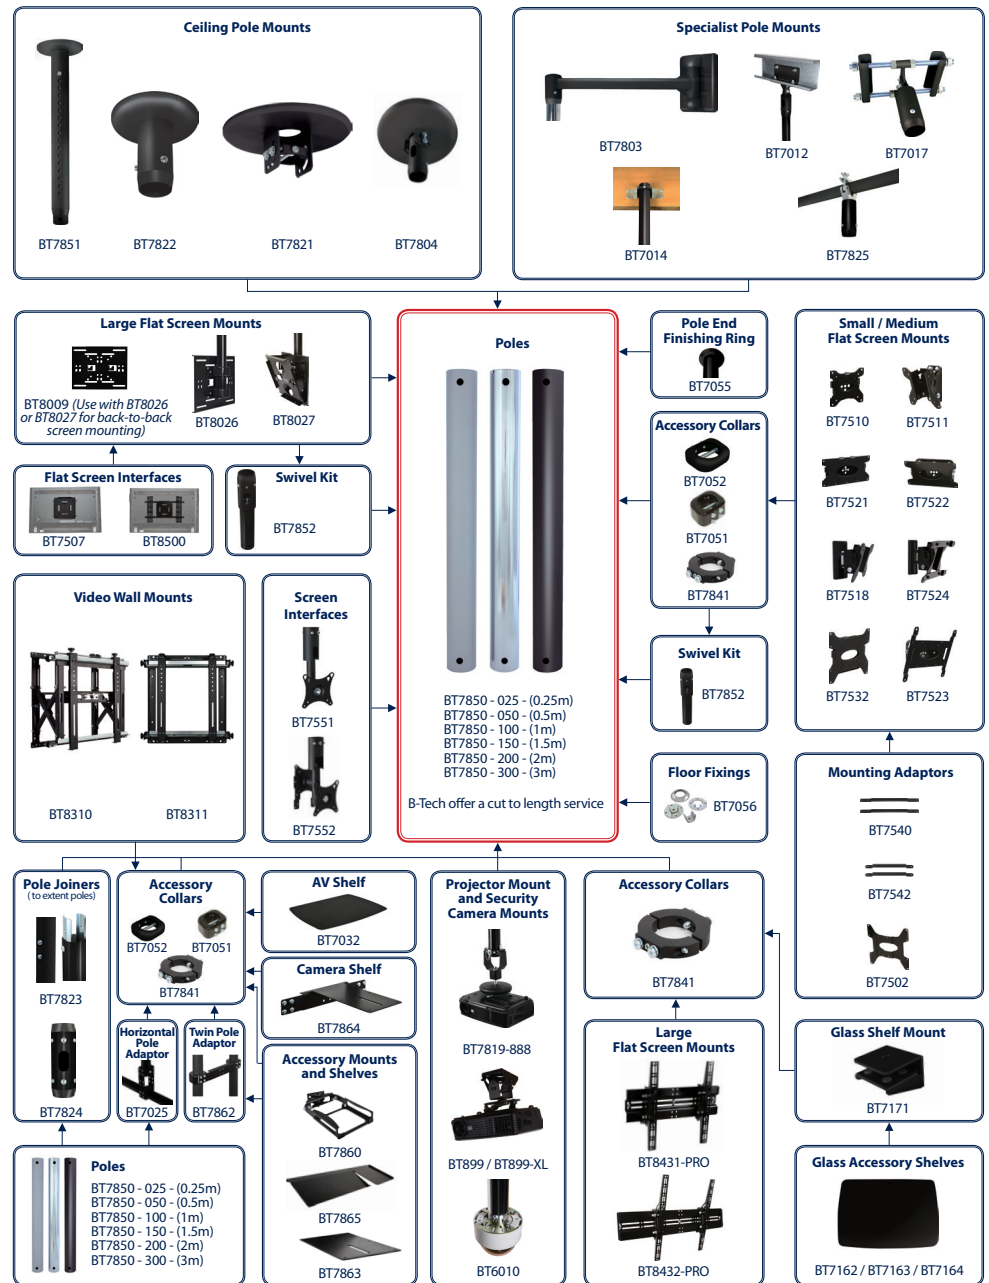 Ceiling Pole Mounts
BT7851
BT7822
BT7821
BT7804
Specialist Pole Mounts
BT7803
BT7012
BT7017
BT7014
BT7825
Large Flat Screen Mounts
BT8009 (Use with BT8026
or BT8027 for back-to-back
screen mounting)
BT8026
BT8027
Flat Screen Interfaces
BT7507
BT8500
Swivel Kit
BT7852
Poles
BT7850 - 025 - (0.25m)
BT7850 - 050 - (0.5m)
BT7850 - 100 - (1m)
BT7850 - 150 - (1.5m)
BT7850 - 200 - (2m)
BT7850 - 300 - (3m)
B-Tech offer a cut to length service
Pole End
Finishing Ring
BT7055
Accessory Collars
BT7052
BT7051
BT7841
Swivel Kit
BT7852
Floor Fixings
BT7056
Small / Medium
Flat Screen Mounts
BT7510
BT7511
BT7521
BT7522
BT7518
BT7524
BT7532
BT7523
Video Wall Mounts
BT8310
BT8311
Screen
Interfaces
BT7551
BT7552
Mounting Adaptors
BT7540
BT7542
BT7502
Pole Joiners
(to extent poles)
BT7823
BT7824
Accessory
Collars
BT7052
BT7051
BT7841
Horizontal
Pole
Adaptor
BT7025
Twin Pole
Adaptor
BT7862
AV Shelf
BT7032
Camera Shelf
BT7864
Accessory Mounts
and Shelves
BT7860
BT7865
BT7863
Projector Mount
and Security
Camera Mounts
BT7819-888
BT899 / BT899-XL
BT6010
Accessory Collars
BT7841
Large
Flat Screen Mounts
BT8431-PRO
BT8432-PRO
Glass Shelf Mount
BT7171
Glass Accessory Shelves
BT7162 / BT7163 / BT7164
Poles
BT7850 - 025 - (0.25m)
BT7850 - 050 - (0.5m)
BT7850 - 100 - (1m)
BT7850 - 150 - (1.5m)
BT7850 - 200 - (2m)
BT7850 - 300 - (3m)